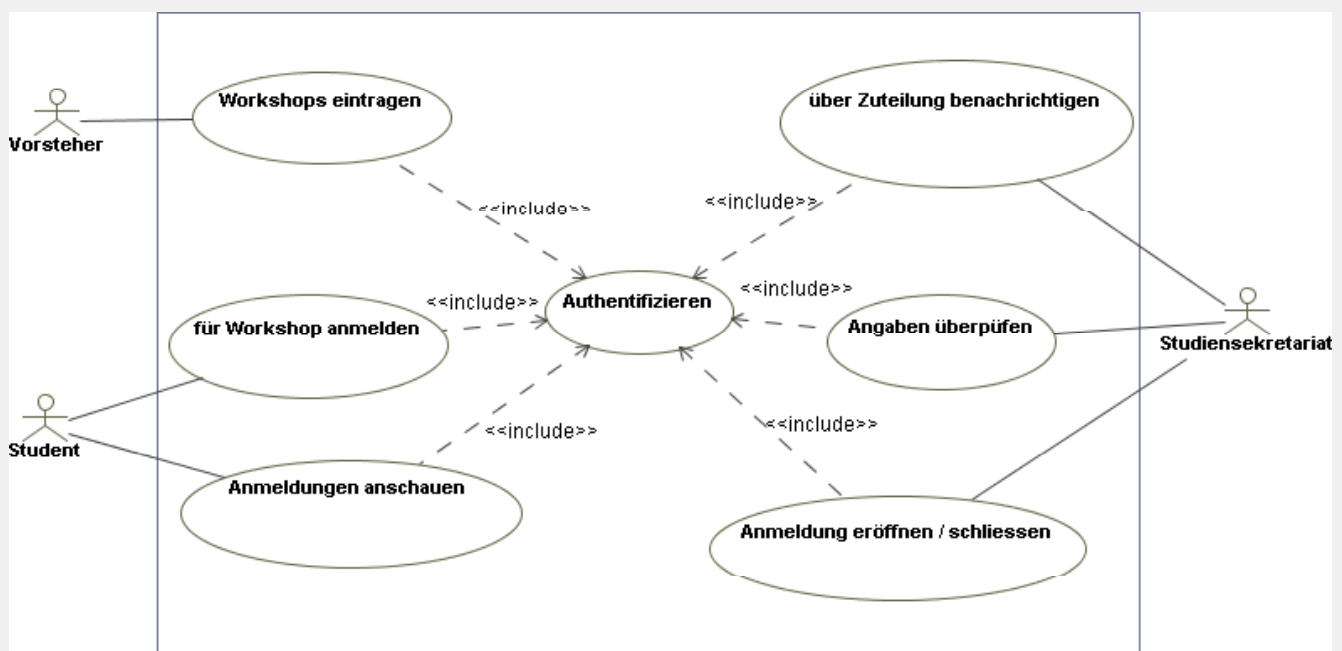 Workshops eintragen
über Zuteilung benachrichtigen
Vorsteher
<<include>>
<<include>>
Authentifizieren
<<include>>
<<include>>
für Workshop anmelden
Angaben überpüfen
Studiensekretariat
Student
<<include>>
<<include>>
Anmeldungen anschauen
Anmeldung eröffnen / schliessen